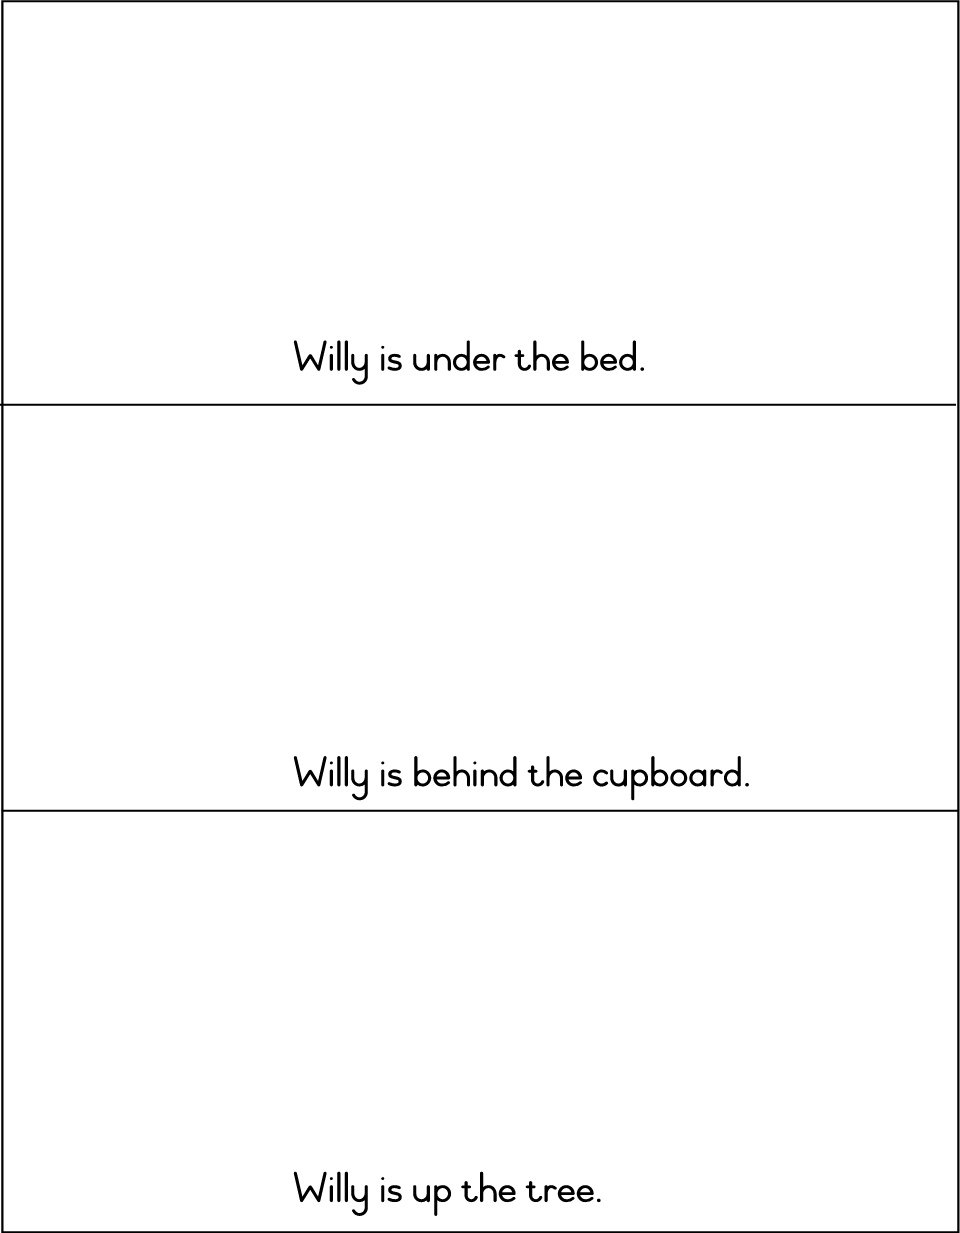 Willy is under the bed.
Willy is behind the cupboard.
Willy is up the tree.